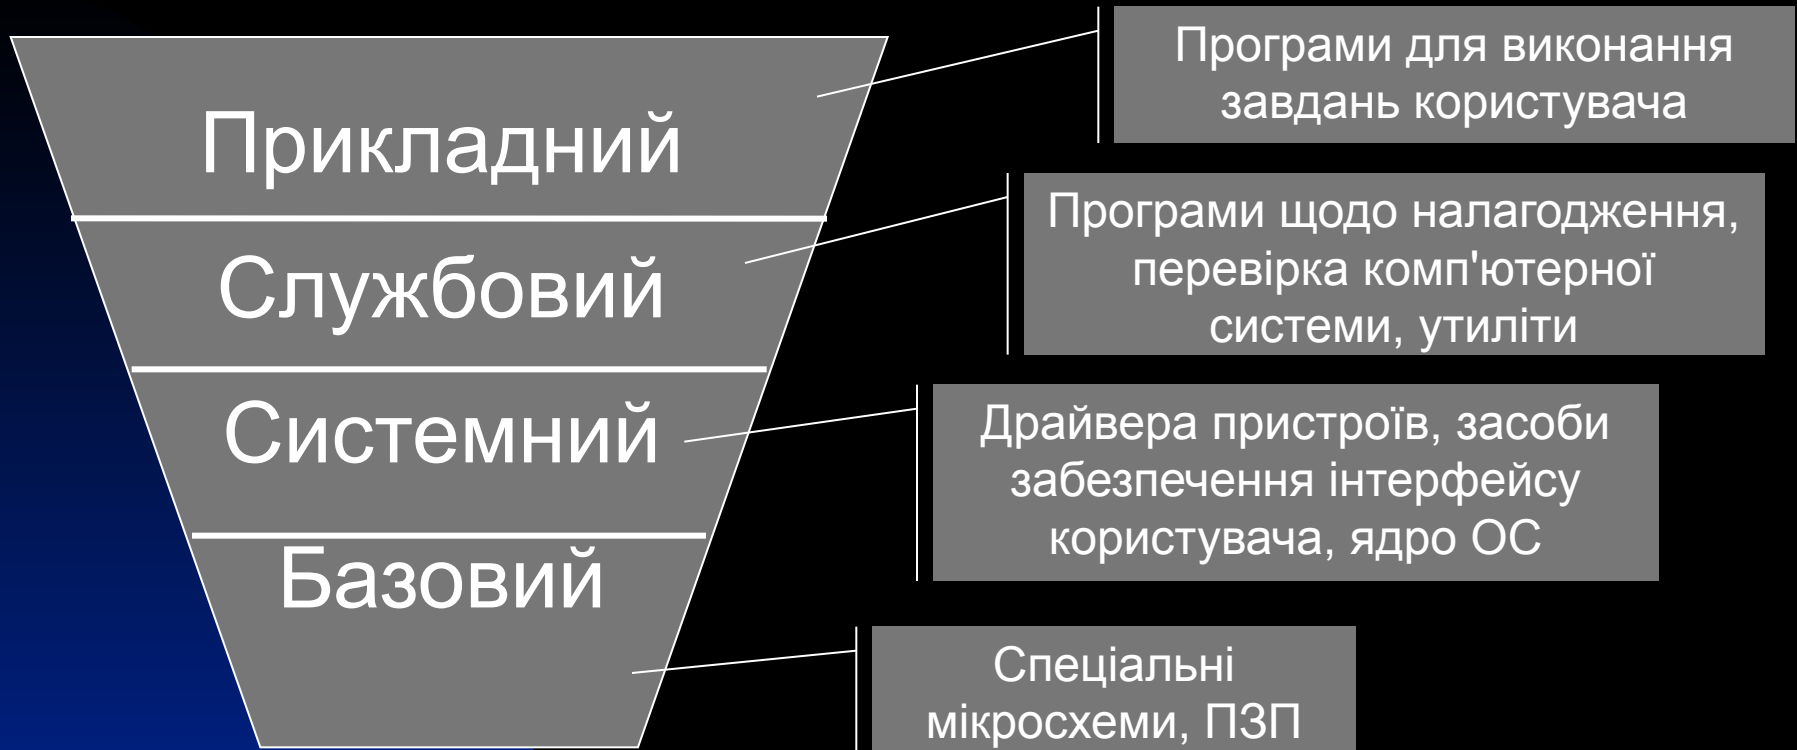 Прикладний
Програми для виконання
завдань користувача
Службовий
Програми щодо налагодження,
перевірка комп'ютерної
системи, утиліти
Системний
Драйвера пристроїв, засоби
забезпечення інтерфейсу
користувача, ядро ОС
Базовий
Спеціальні
мікросхеми, ПЗП